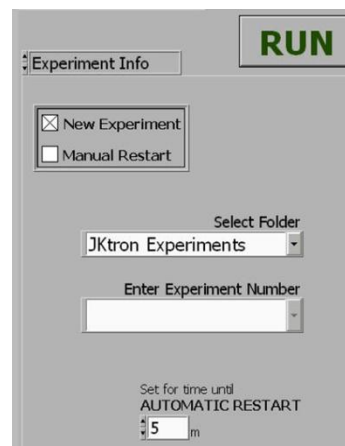 RUN
Experiment Info
New Experiment
Manual Restart
Select Folder
JKtron Experiments
Enter Experiment Number
Set for time until
AUTOMATIC RESTART
5 m